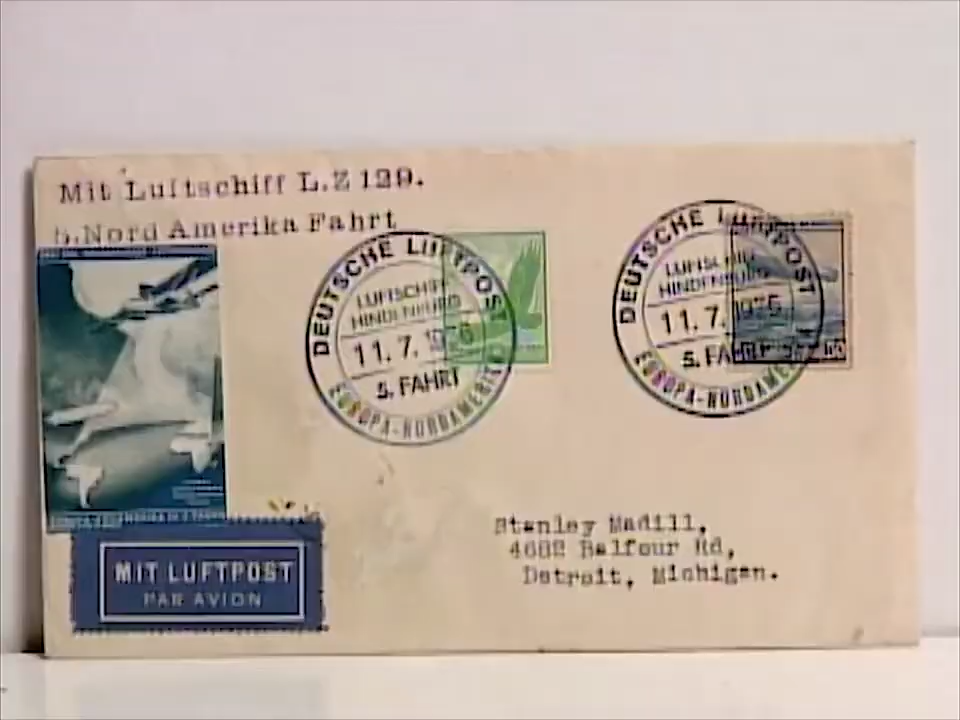 Mit Luftschiff L.Z 129.
5.Nord Amerika Fahrt
DEUTSCHE LUFTPOST
LUFTSCHIFF
HINDENBURG
11.7.1936
5. FAHRT
EUROPA-NORDAMERIKA
DEUTSCHE LUFTPOST
LUFTSCHIFF
HINDENBURG
11.7.1936
5. FAHRT
EUROPA-NORDAMERIKA
MIT LUFTPOST
PAR AVION
Stanley Madill,
4682 Balfour Rd,
Detroit, Michigan.